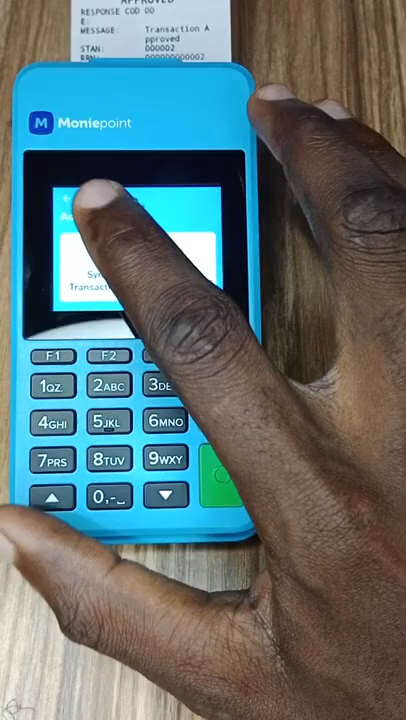 APPROVED
RESPONSE COD 00
E:
MESSAGE: Transaction A
pproved
STAN: 000002
RRN: 000000000002
M Moniepoint
F1 F2
1QZ. 2ABC 3DE
4GHI 5JKL 6MNO
7PRS 8TUV 9WXY
0,-␣